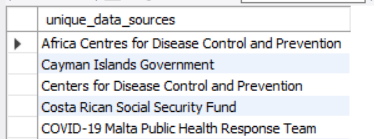 unique_data_sources
Africa Centres for Disease Control and Prevention
Cayman Islands Government
Centers for Disease Control and Prevention
Costa Rican Social Security Fund
COVID-19 Malta Public Health Response Team